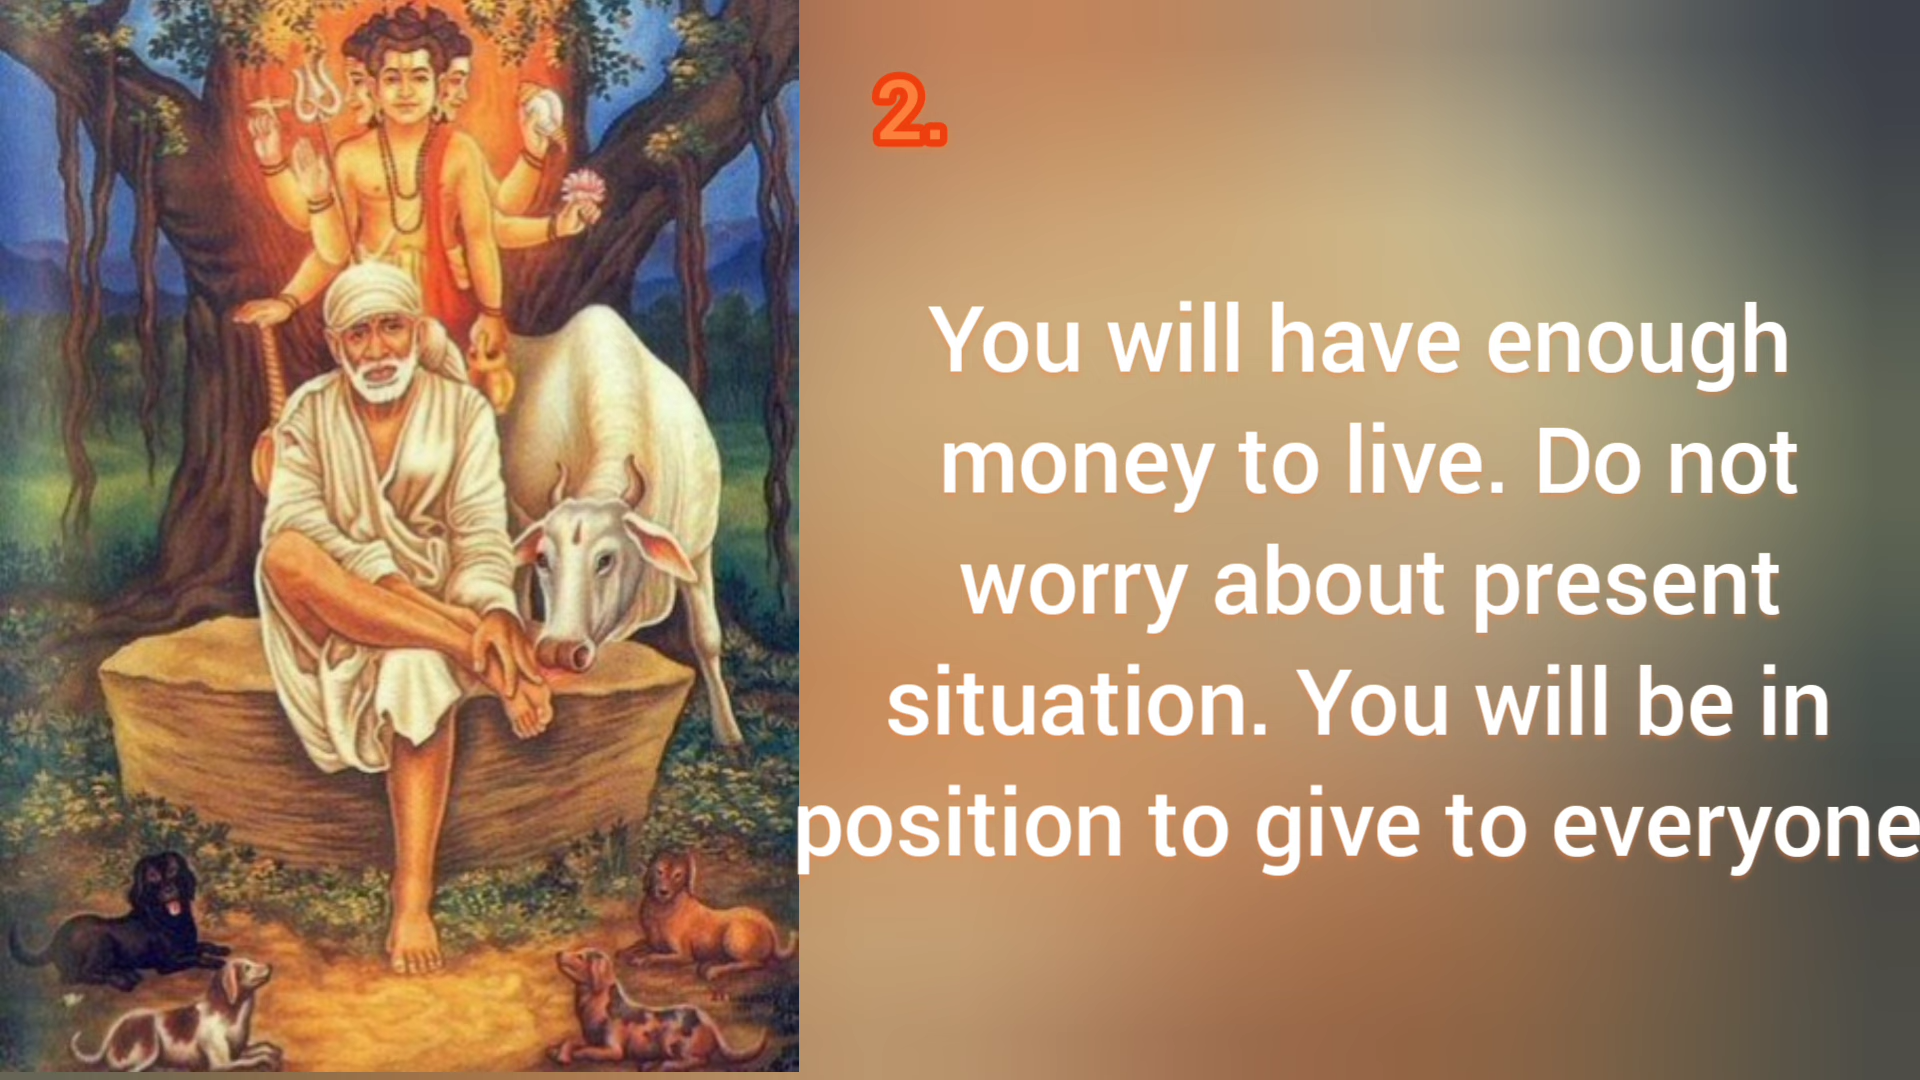 2.
You will have enough
money to live. Do not
worry about present
situation. You will be in
position to give to everyone